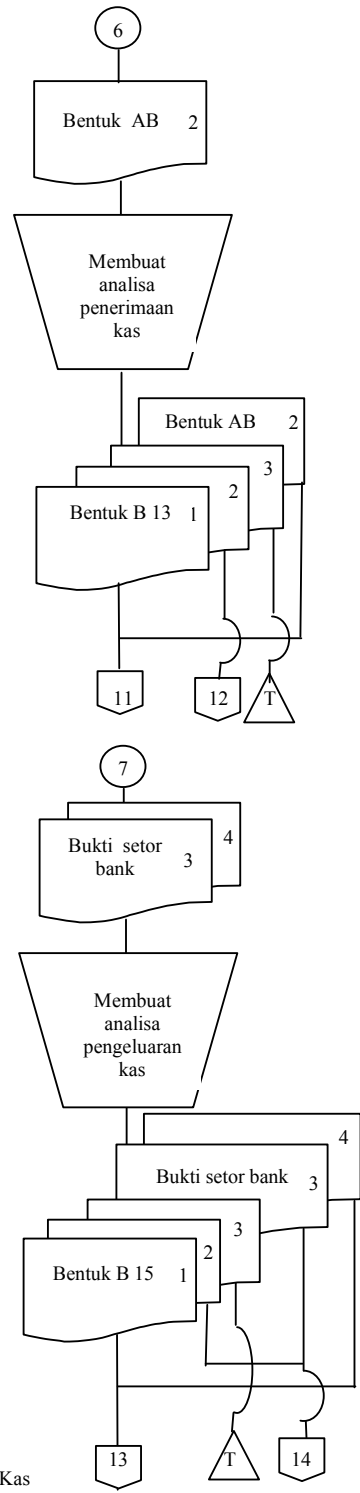 6
Bentuk AB 2
Membuat
analisa
penerimaan
kas
Bentuk AB 2
3
2
Bentuk B 13 1
11
12
T
7
4
Bukti setor
bank 3
Membuat
analisa
pengeluaran
kas
4
Bukti setor bank 3
3
2
Bentuk B 15 1
13
T
14
Kas